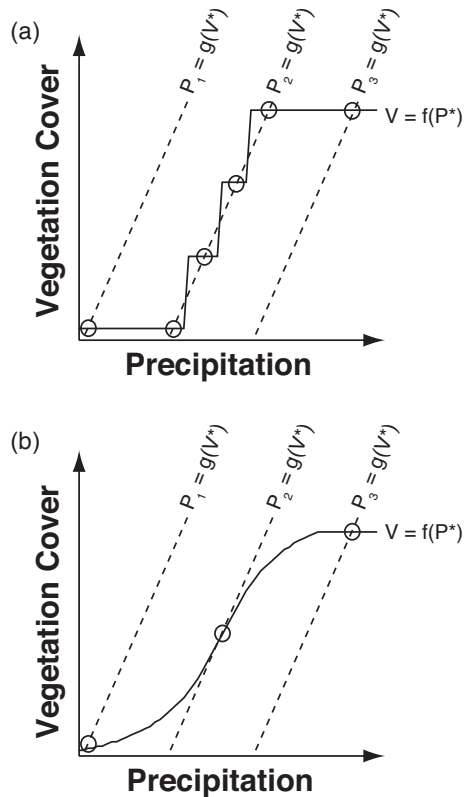 (a)
P₁ = g(V*)
P₂ = g(V*)
P₃ = g(V*)
V = f(P*)
Vegetation Cover
Precipitation
(b)
P₁ = g(V*)
P₂ = g(V*)
P₃ = g(V*)
V = f(P*)
Vegetation Cover
Precipitation